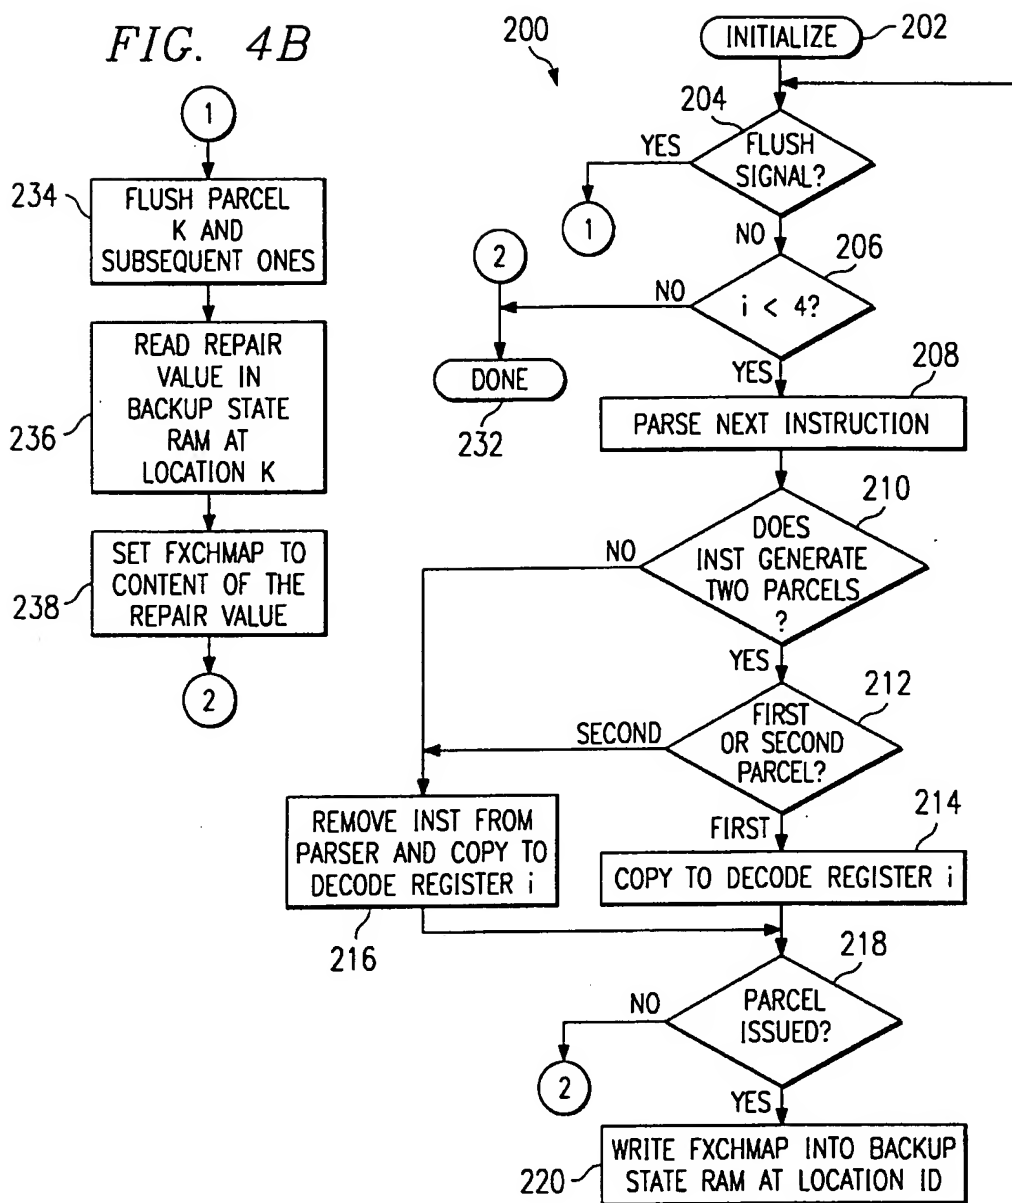 FIG. 4B
1
234
FLUSH PARCEL
K AND
SUBSEQUENT ONES
236
READ REPAIR
VALUE IN
BACKUP STATE
RAM AT
LOCATION K
238
SET FXCHMAP TO
CONTENT OF THE
REPAIR VALUE
2
200
INITIALIZE
202
204
FLUSH
SIGNAL?
YES
1
NO
206
i < 4?
NO
2
DONE
232
YES
208
PARSE NEXT INSTRUCTION
210
DOES
INST GENERATE
TWO PARCELS
?
NO
YES
212
FIRST
OR SECOND
PARCEL?
SECOND
FIRST
214
REMOVE INST FROM
PARSER AND COPY TO
DECODE REGISTER i
216
COPY TO DECODE REGISTER i
218
PARCEL
ISSUED?
NO
2
YES
WRITE FXCHMAP INTO BACKUP
STATE RAM AT LOCATION ID
220